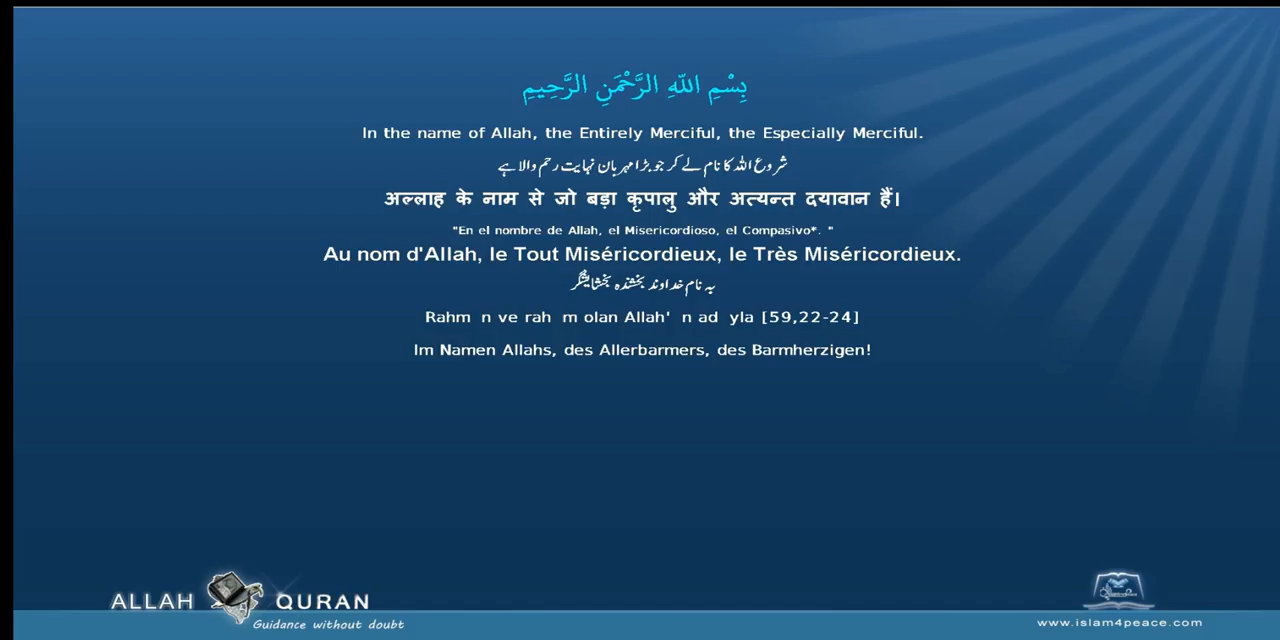 بِسْمِ اللّٰهِ الرَّحْمَنِ الرَّحِيمِ
In the name of Allah, the Entirely Merciful, the Especially Merciful.
شروع الله کا نام لے کر جو بڑا مہربان نہایت رحم والا ہے
अल्लाह के नाम से जो बड़ा कृपालु और अत्यन्त दयावान हैं।
"En el nombre de Allah, el Misericordioso, el Compasivo*. "
Au nom d'Allah, le Tout Miséricordieux, le Très Miséricordieux.
به نام خداوند بخشنده بخشایشگر
Rahm n ve rah m olan Allah' n ad yla [59,22-24]
Im Namen Allahs, des Allerbarmers, des Barmherzigen!
ALLAH QURAN
Guidance without doubt
www.islam4peace.com